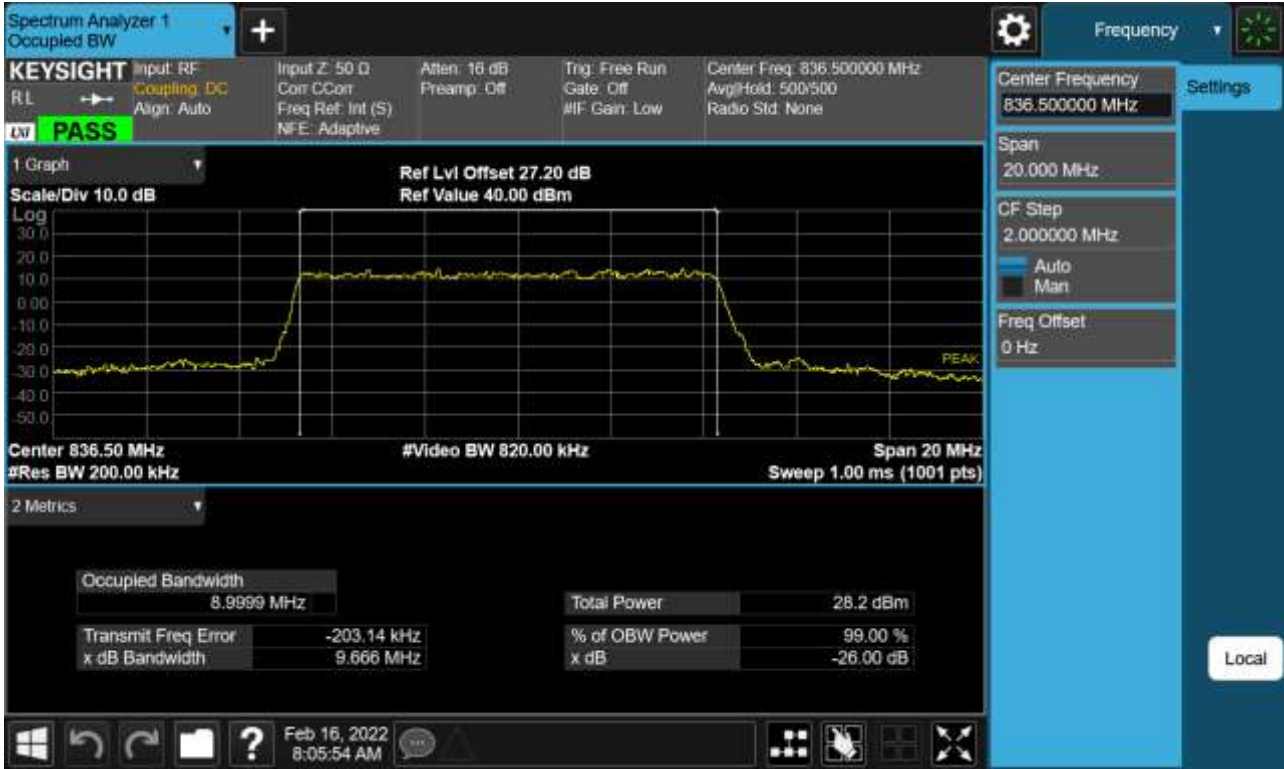 Spectrum Analyzer 1
Occupied BW
Frequency
KEYSIGHT
RL
LXI
PASS
Input: RF
Coupling: DC
Align: Auto
Input Z: 50 Ω
Corr CCorr
Freq Ref: Int (S)
NFE: Adaptive
Atten: 16 dB
Preamp: Off
Trig: Free Run
Gate: Off
#IF Gain: Low
Center Freq: 836.500000 MHz
Avg|Hold: 500/500
Radio Std: None
1 Graph
Scale/Div 10.0 dB
Ref Lvl Offset 27.20 dB
Ref Value 40.00 dBm
Log
30.0
20.0
10.0
0.00
-10.0
-20.0
-30.0
-40.0
-50.0
PEAK
Center 836.50 MHz
#Res BW 200.00 kHz
#Video BW 820.00 kHz
Span 20 MHz
Sweep 1.00 ms (1001 pts)
2 Metrics
Occupied Bandwidth
8.9999 MHz
Transmit Freq Error -203.14 kHz
x dB Bandwidth 9.666 MHz
Total Power 28.2 dBm
% of OBW Power 99.00 %
x dB -26.00 dB
Center Frequency
836.500000 MHz
Span
20.000 MHz
CF Step
2.000000 MHz
Auto
Man
Freq Offset
0 Hz
Settings
Local
?
Feb 16, 2022
8:05:54 AM